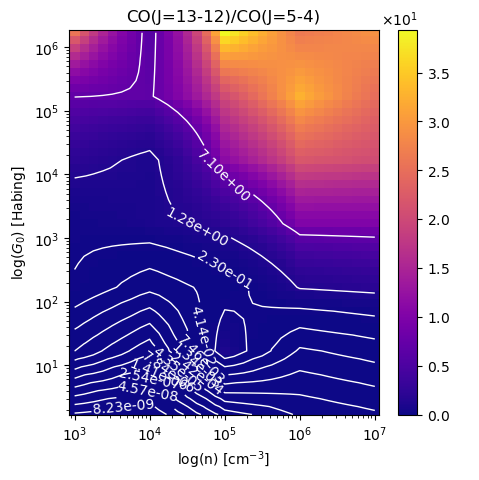 CO(J=13-12)/CO(J=5-4)
×10¹
10⁶
10⁵
10⁴
10³
10²
10¹
log(G₀) [Habing]
7.10e+00
1.28e+00
2.30e-01
4.14e-02
2.54e-07
4.57e-08
8.23e-09
10³
10⁴
10⁵
10⁶
10⁷
log(n) [cm⁻³]
3.5
3.0
2.5
2.0
1.5
1.0
0.5
0.0